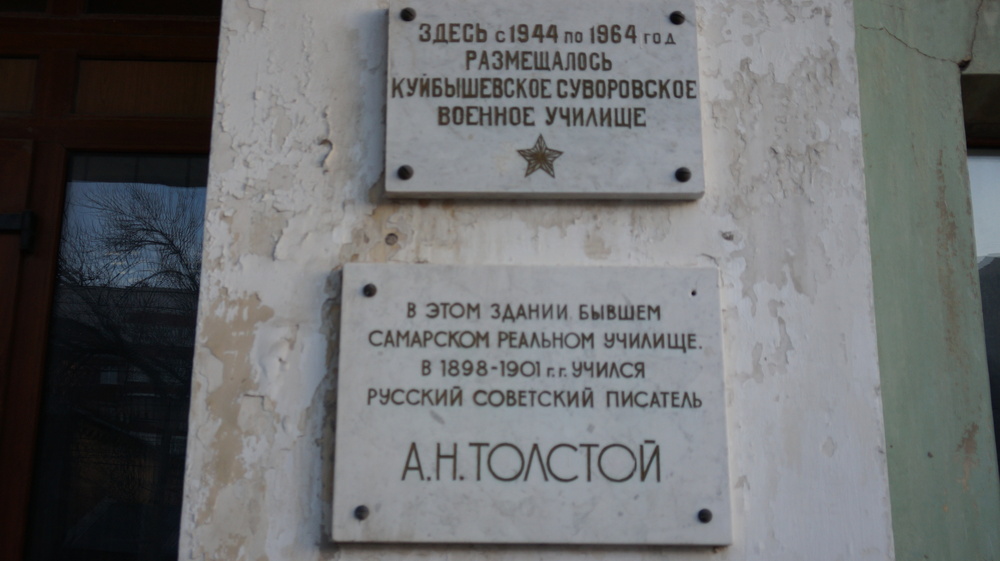 ЗДЕСЬ с 1944 по 1964 год
РАЗМЕЩАЛОСЬ
КУЙБЫШЕВСКОЕ СУВОРОВСКОЕ
ВОЕННОЕ УЧИЛИЩЕ
В ЭТОМ ЗДАНИИ БЫВШЕМ
САМАРСКОМ РЕАЛЬНОМ УЧИЛИЩЕ.
В 1898-1901 г.г. УЧИЛСЯ
РУССКИЙ СОВЕТСКИЙ ПИСАТЕЛЬ
А.Н.ТОЛСТОЙ